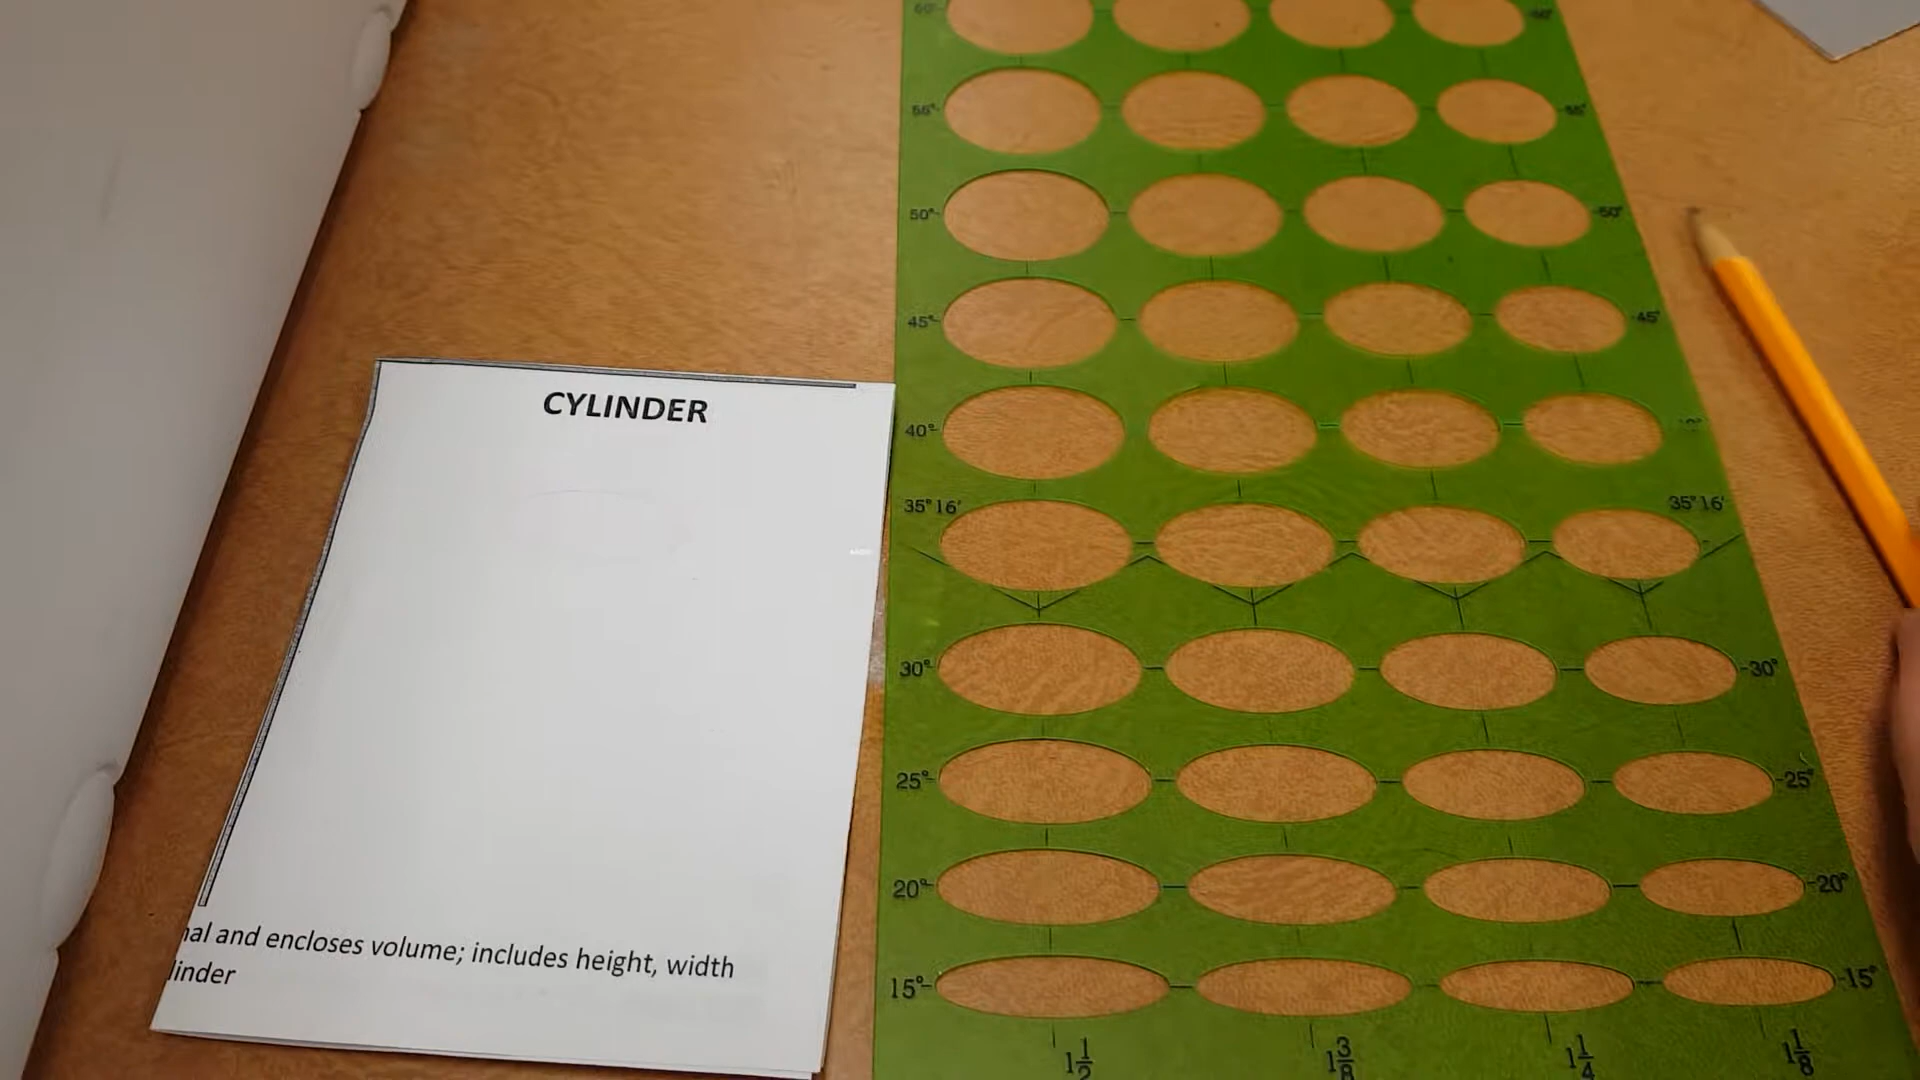 CYLINDER
nal and encloses volume; includes height, width
linder
60° 60°
55° 55°
50° 50°
45° 45°
40°
35°16' 35°16'
30° 30°
25° 25°
20° 20°
15° 15°
1 1/2 1 3/8 1 1/4 1 1/8